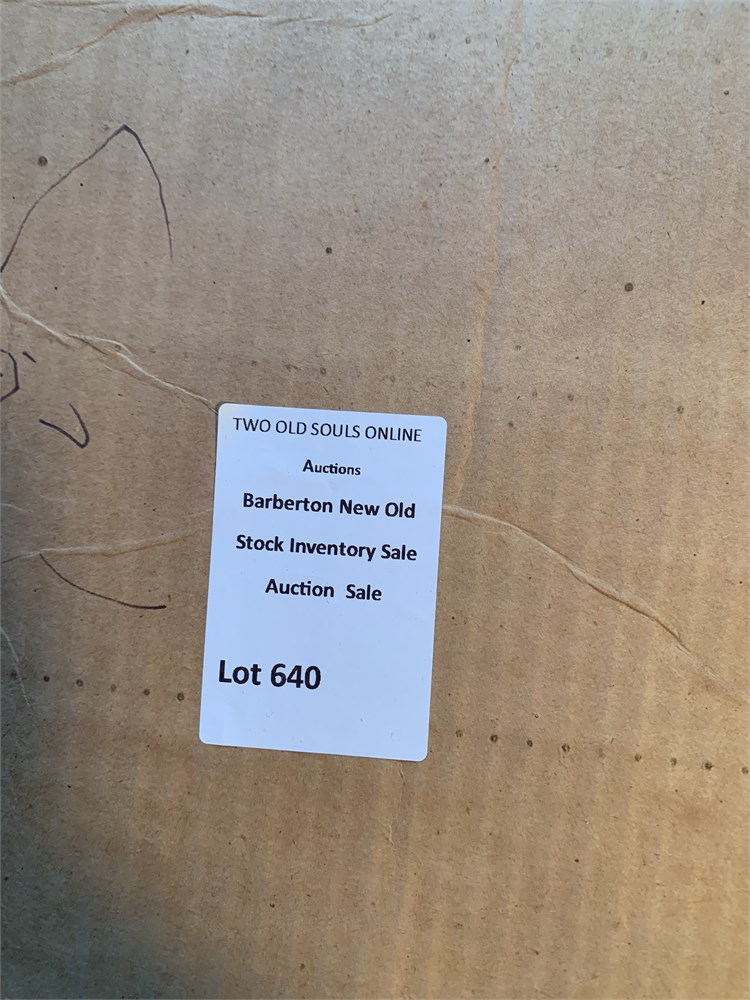 TWO OLD SOULS ONLINE
Auctions
Barberton New Old
Stock Inventory Sale
Auction Sale
Lot 640